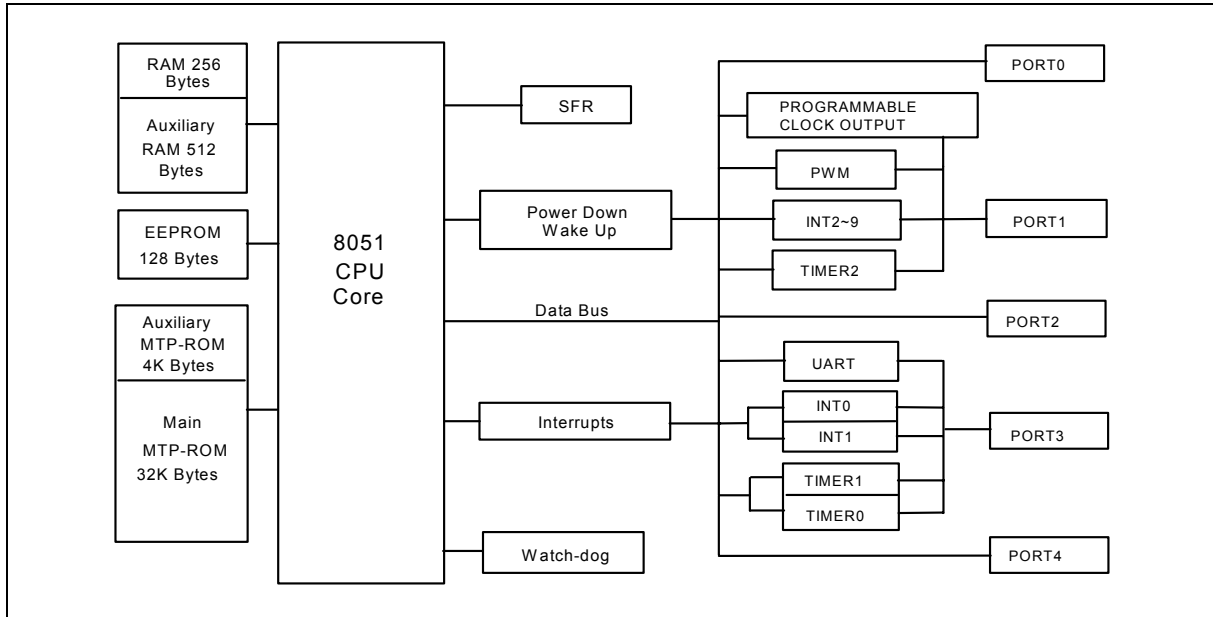 RAM 256
Bytes
Auxiliary
RAM 512
Bytes
EEPROM
128 Bytes
Auxiliary
MTP-ROM
4K Bytes
Main
MTP-ROM
32K Bytes
8051
CPU
Core
SFR
Power Down
Wake Up
Data Bus
Interrupts
Watch-dog
PROGRAMMABLE
CLOCK OUTPUT
PWM
INT2~9
TIMER2
UART
INT0
INT1
TIMER1
TIMER0
PORT0
PORT1
PORT2
PORT3
PORT4